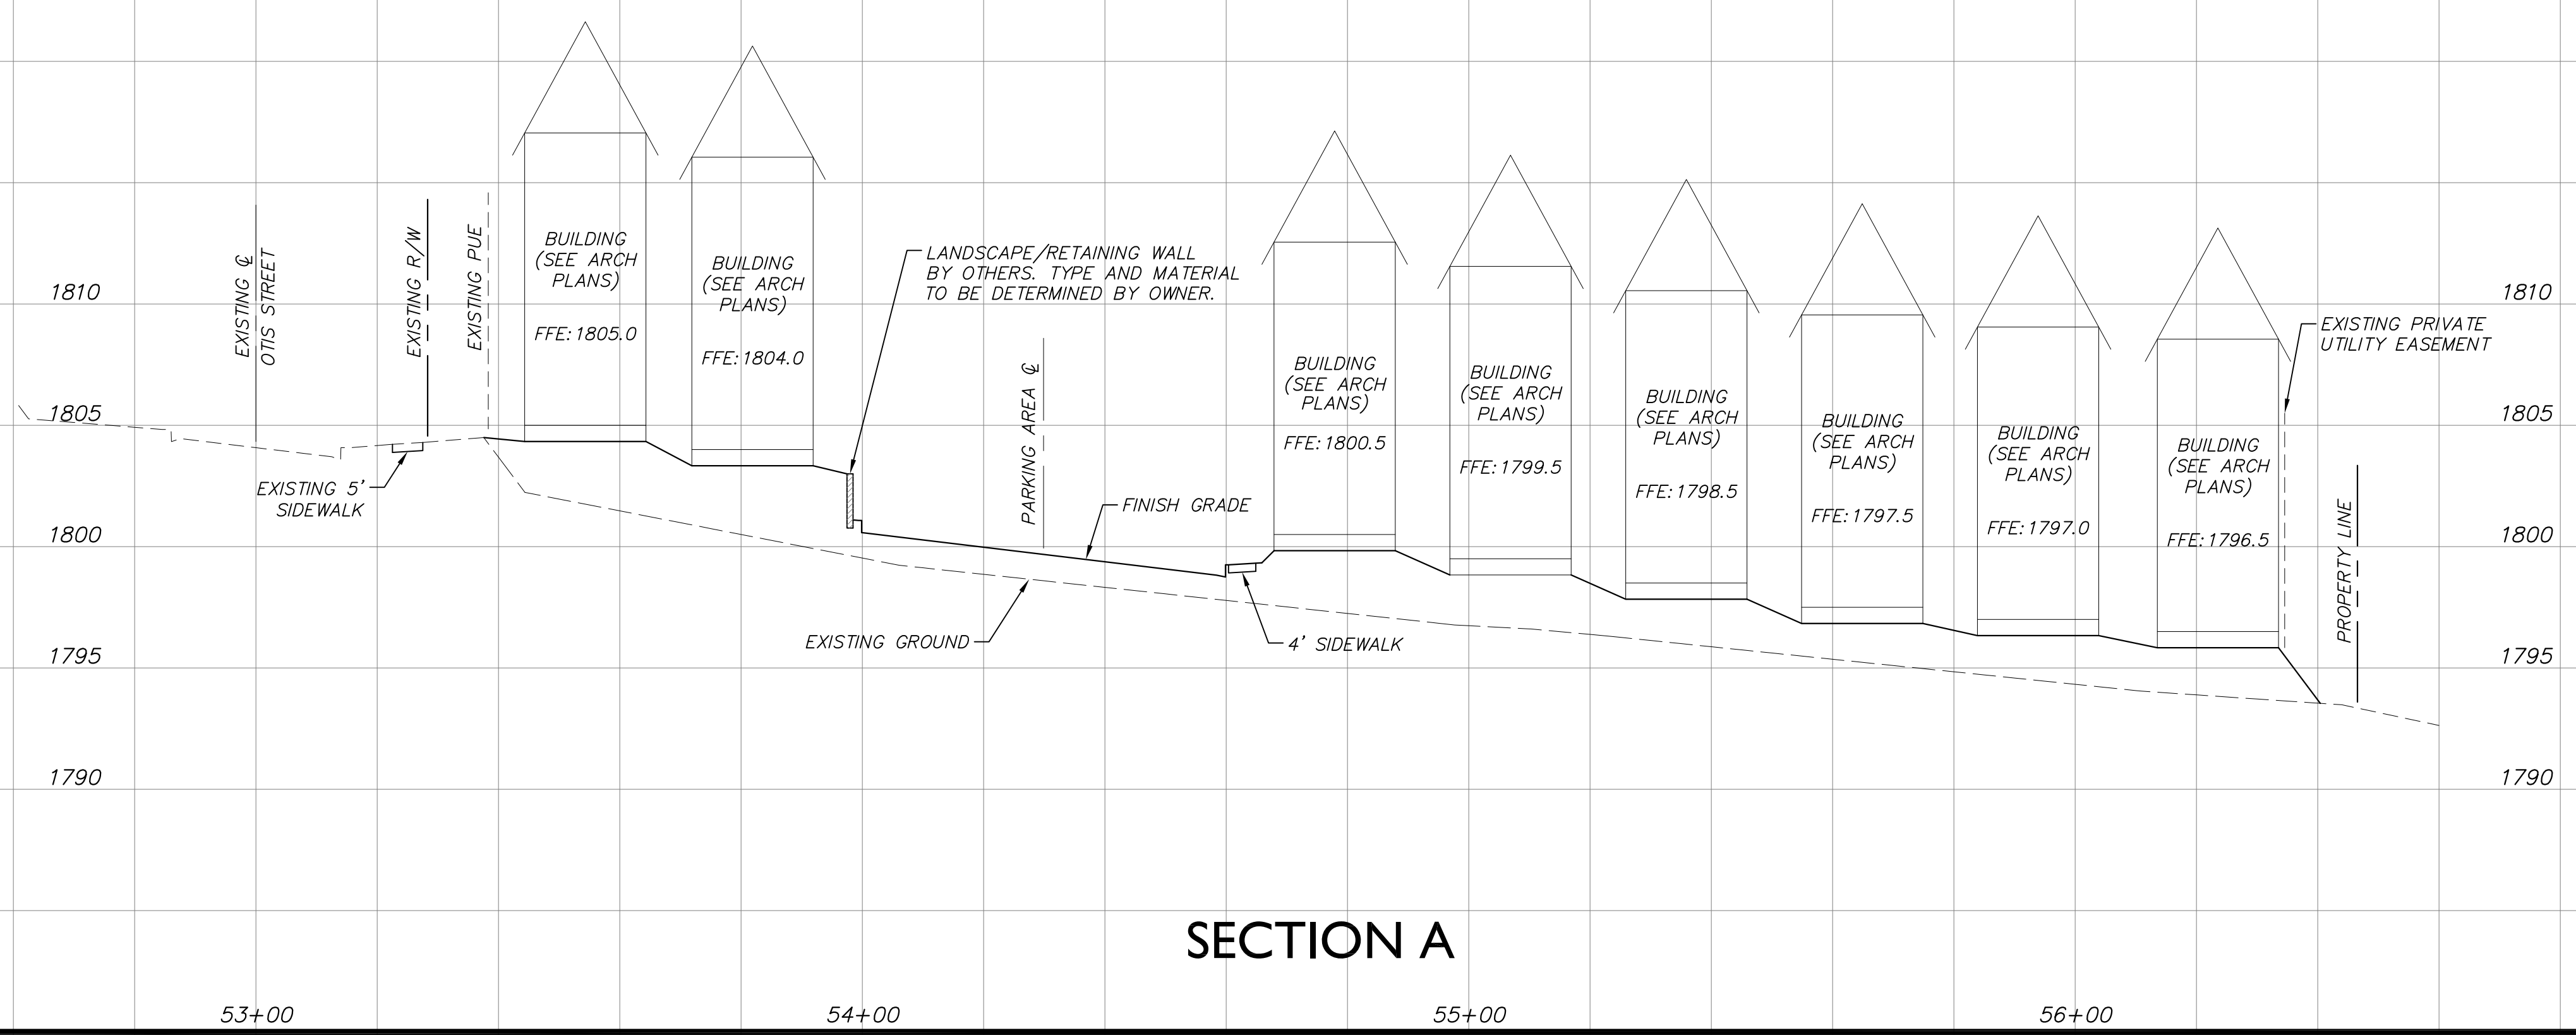 EXISTING ℄
OTIS STREET
EXISTING R/W
EXISTING PUE
BUILDING
(SEE ARCH
PLANS)
FFE: 1805.0
BUILDING
(SEE ARCH
PLANS)
FFE: 1804.0
LANDSCAPE/RETAINING WALL
BY OTHERS. TYPE AND MATERIAL
TO BE DETERMINED BY OWNER.
PARKING AREA ℄
BUILDING
(SEE ARCH
PLANS)
FFE: 1800.5
BUILDING
(SEE ARCH
PLANS)
FFE: 1799.5
BUILDING
(SEE ARCH
PLANS)
FFE: 1798.5
BUILDING
(SEE ARCH
PLANS)
FFE: 1797.5
BUILDING
(SEE ARCH
PLANS)
FFE: 1797.0
BUILDING
(SEE ARCH
PLANS)
FFE: 1796.5
EXISTING PRIVATE
UTILITY EASEMENT
PROPERTY LINE
EXISTING 5'
SIDEWALK
FINISH GRADE
EXISTING GROUND
4' SIDEWALK
1810
1805
1800
1795
1790
1810
1805
1800
1795
1790
SECTION A
53+00
54+00
55+00
56+00